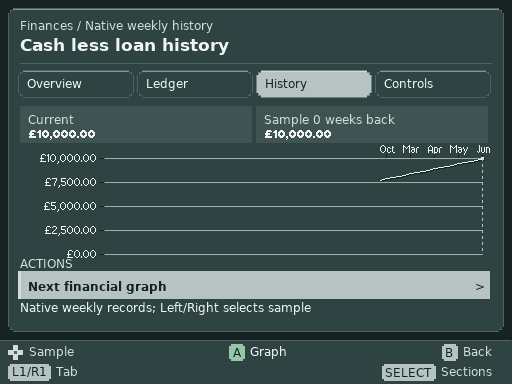 Finances / Native weekly history
Cash less loan history
Overview Ledger History Controls
Current Sample 0 weeks back
£10,000.00 £10,000.00
Oct Mar Apr May Jun
£10,000.00
£7,500.00
£5,000.00
£2,500.00
£0.00
ACTIONS
Next financial graph >
Native weekly records; Left/Right selects sample
Sample A Graph B Back
L1/R1 Tab SELECT Sections